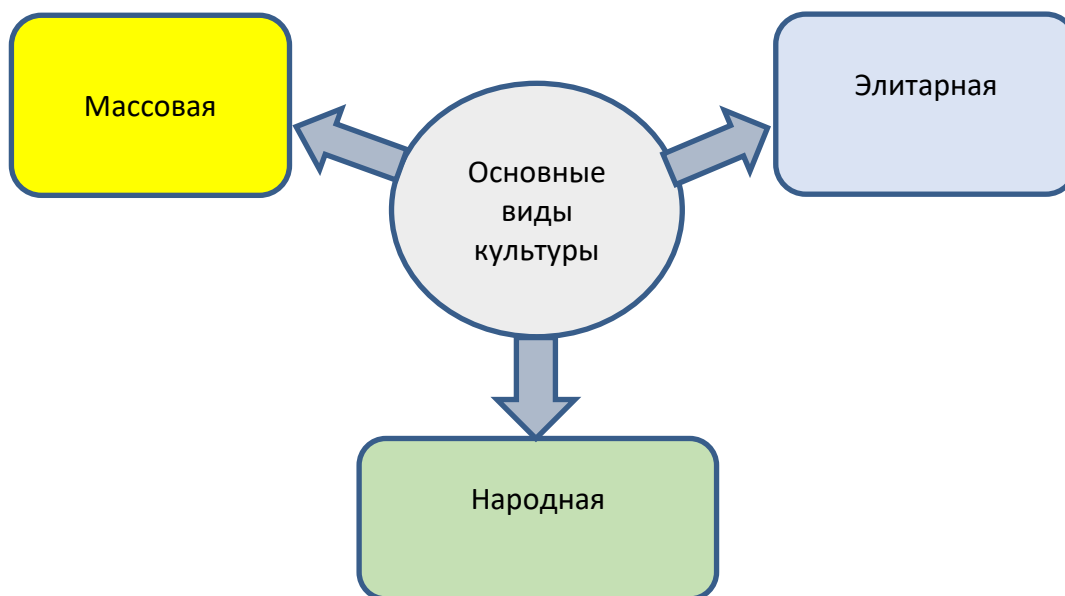 Массовая
Элитарная
Основные
виды
культуры
Народная